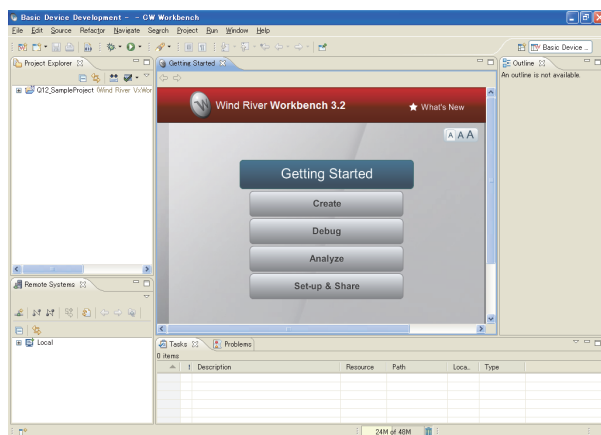 Basic Device Development - - CW Workbench
File Edit Source Refactor Navigate Search Project Run Window Help
Basic Device ...
Project Explorer
Getting Started
Outline
Q12_SampleProject (Wind River VxWor
An outline is not available.
Wind River Workbench 3.2
What's New
A A A
Getting Started
Create
Debug
Analyze
Set-up & Share
Remote Systems
Local
Tasks
Problems
0 items
! Description Resource Path Loca.. Type
24M of 48M